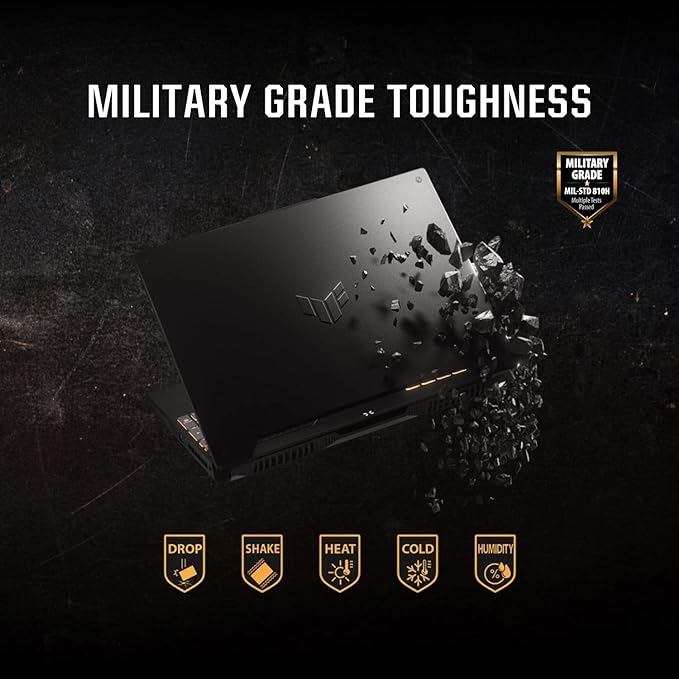 MILITARY GRADE TOUGHNESS
MILITARY
GRADE
MIL-STD 810H
Multiple Tests
Passed
DROP
SHAKE
HEAT
COLD
HUMIDITY
%